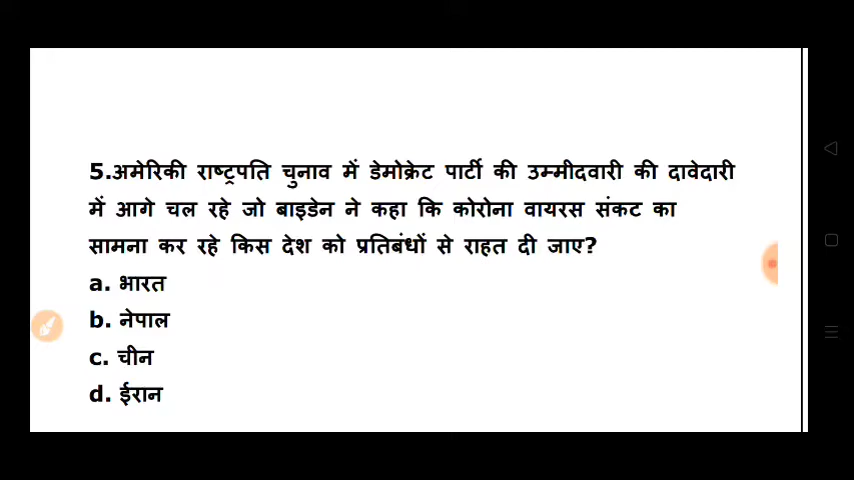 5.अमेरिकी राष्ट्रपति चुनाव में डेमोक्रेट पार्टी की उम्मीदवारी की दावेदारी
में आगे चल रहे जो बाइडेन ने कहा कि कोरोना वायरस संकट का
सामना कर रहे किस देश को प्रतिबंधों से राहत दी जाए?
a. भारत
b. नेपाल
c. चीन
d. ईरान